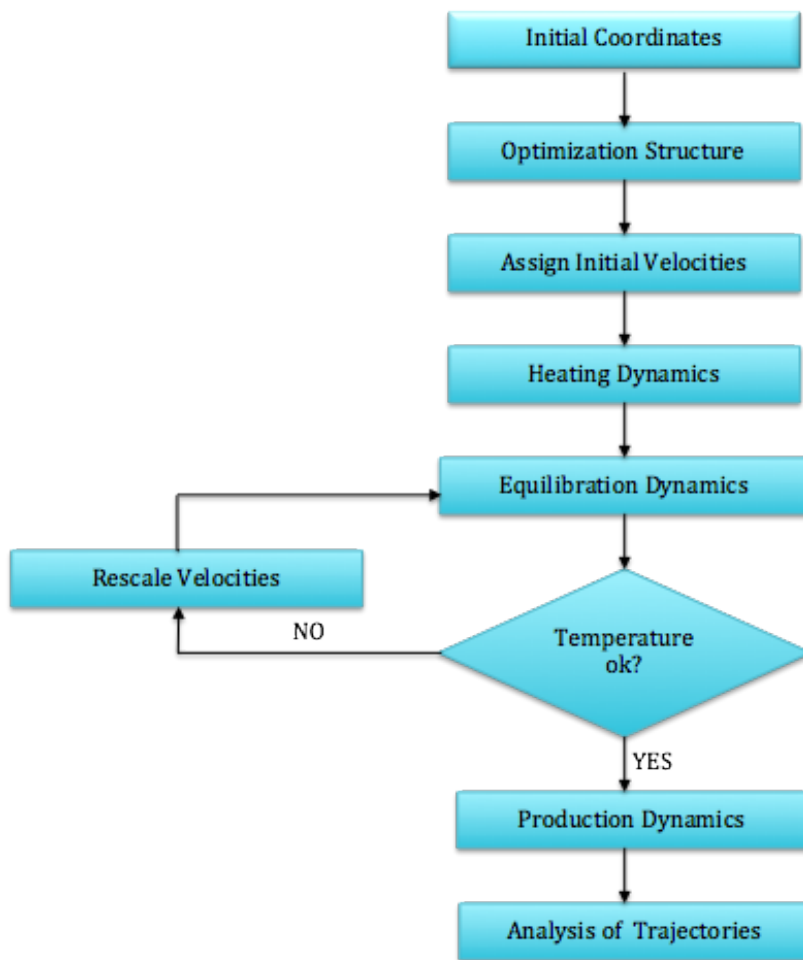 Initial Coordinates
Optimization Structure
Assign Initial Velocities
Heating Dynamics
Equilibration Dynamics
Rescale Velocities
NO
Temperature
ok?
YES
Production Dynamics
Analysis of Trajectories